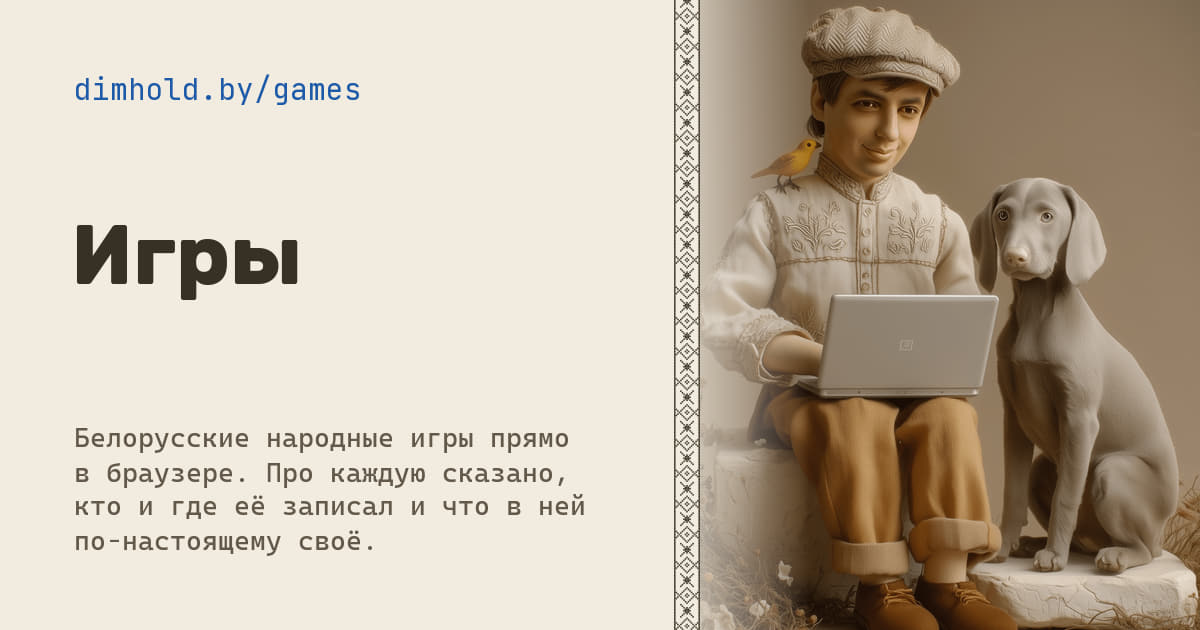 dimhold.by/games
Игры
Белорусские народные игры прямо
в браузере. Про каждую сказано,
кто и где её записал и что в ней
по-настоящему своё.